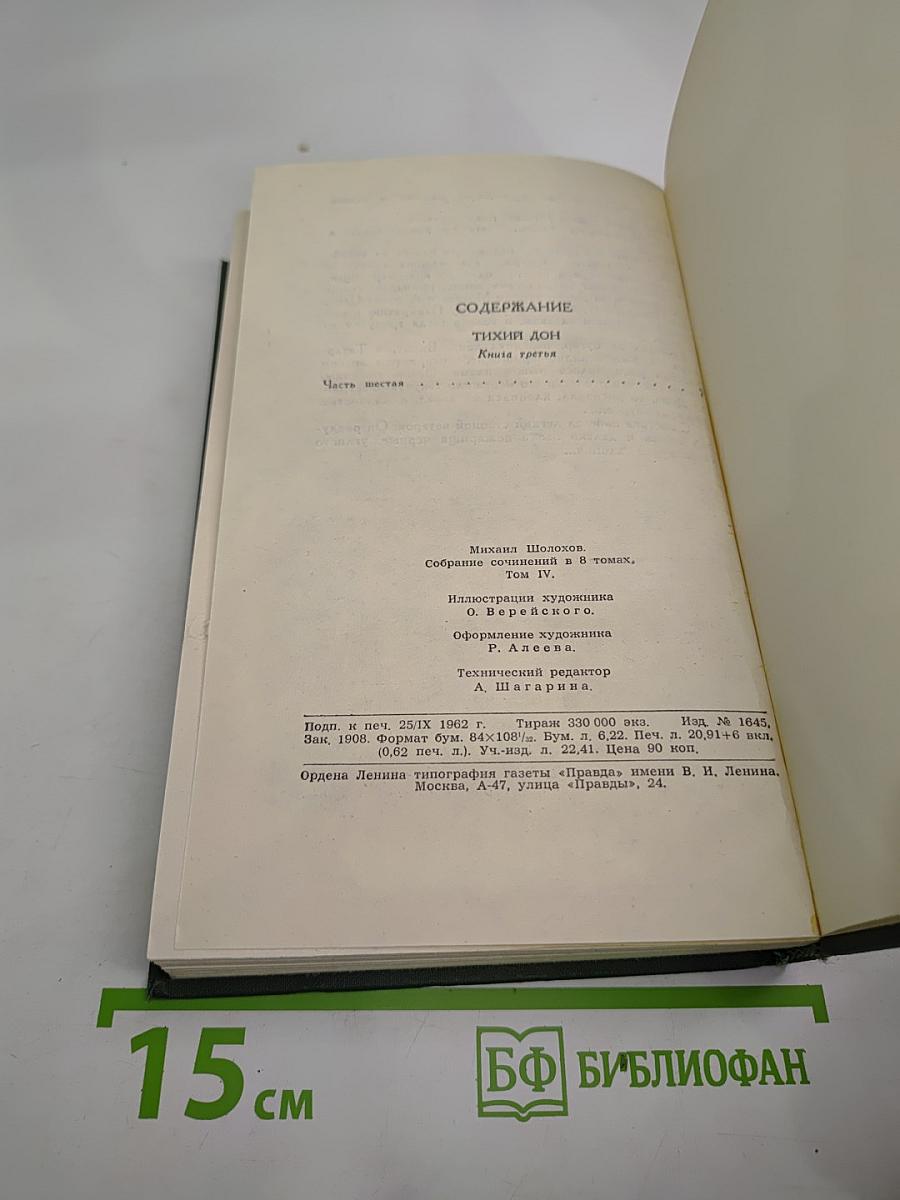 СОДЕРЖАНИЕ
ТИХИЙ ДОН
Книга третья
Часть шестая . . . . . . . . . . . . . . . . . . .
Михаил Шолохов.
Собрание сочинений в 8 томах.
Том IV.
Иллюстрации художника
О. Верейского.
Оформление художника
Р. Алеева.
Технический редактор
А. Шагарина.
Подп. к печ. 25/IX 1962 г. Тираж 330 000 экз. Изд. № 1645.
Зак. 1908. Формат бум. 84×108¹/₃₂. Бум. л. 6,22. Печ. л. 20,91+6 вкл.
(0,62 печ. л.). Уч.-изд. л. 22,41. Цена 90 коп.
Ордена Ленина типография газеты «Правда» имени В. И. Ленина.
Москва, А-47, улица «Правды», 24.
15 см
БФ БИБЛИОФАН